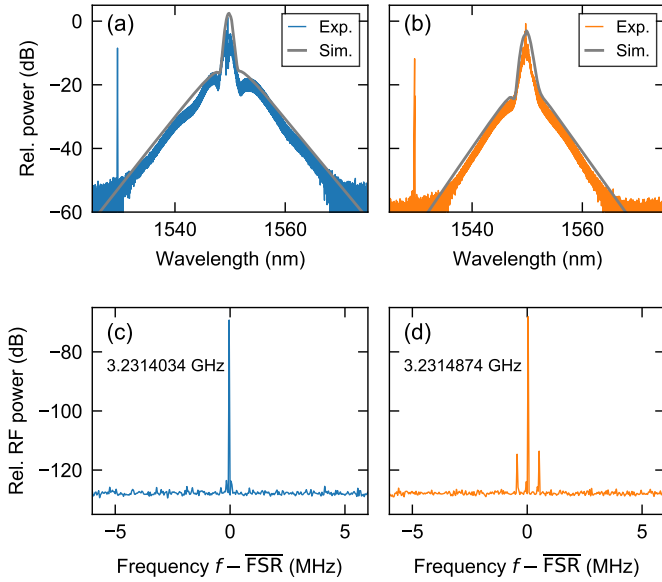 (a)
Exp.
Sim.
(b)
Exp.
Sim.
Rel. power (dB)
0
−20
−40
−60
1540
1560
1540
1560
Wavelength (nm)
Wavelength (nm)
(c)
3.2314034 GHz
(d)
3.2314874 GHz
Rel. RF power (dB)
−80
−100
−120
−5
0
5
−5
0
5
Frequency f − F̅S̅R̅ (MHz)
Frequency f − F̅S̅R̅ (MHz)